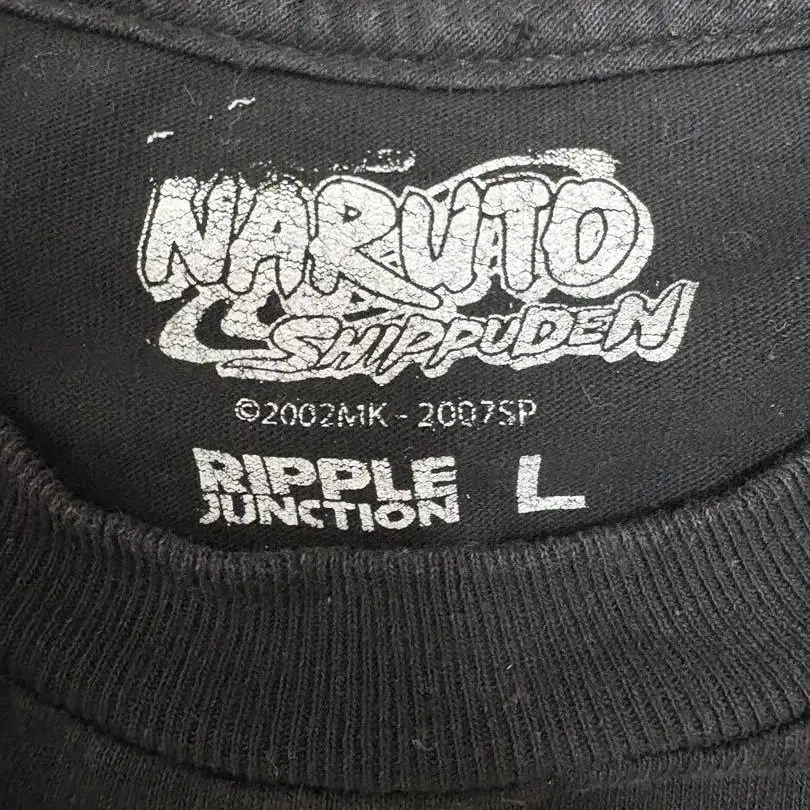 NARUTO
SHIPPUDEN
©2002MK - 2007SP
RIPPLE L
JUNCTION